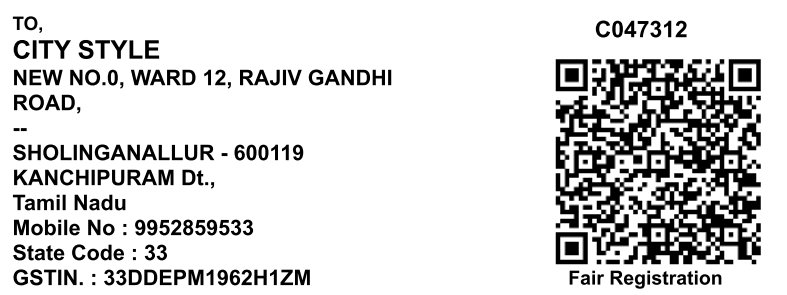 TO,
CITY STYLE
NEW NO.0, WARD 12, RAJIV GANDHI
ROAD,
--
SHOLINGANALLUR - 600119
KANCHIPURAM Dt.,
Tamil Nadu
Mobile No : 9952859533
State Code : 33
GSTIN. : 33DDEPM1962H1ZM
C047312
Fair Registration